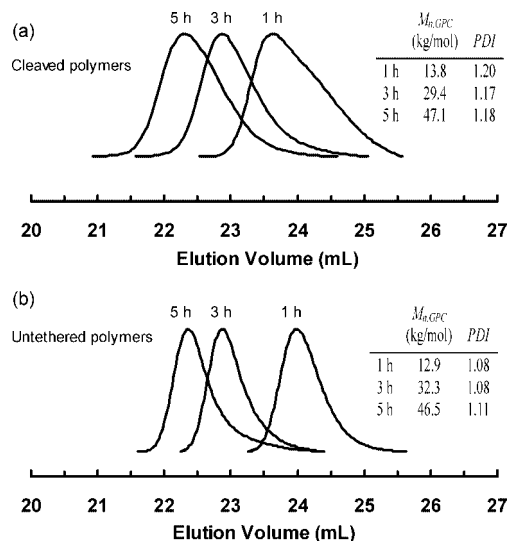 (a)
5 h 3 h 1 h
Cleaved polymers
Mn,GPC
(kg/mol) PDI
1 h 13.8 1.20
3 h 29.4 1.17
5 h 47.1 1.18
20 21 22 23 24 25 26 27
Elution Volume (mL)
(b)
5 h 3 h 1 h
Untethered polymers
Mn,GPC
(kg/mol) PDI
1 h 12.9 1.08
3 h 32.3 1.08
5 h 46.5 1.11
20 21 22 23 24 25 26 27
Elution Volume (mL)